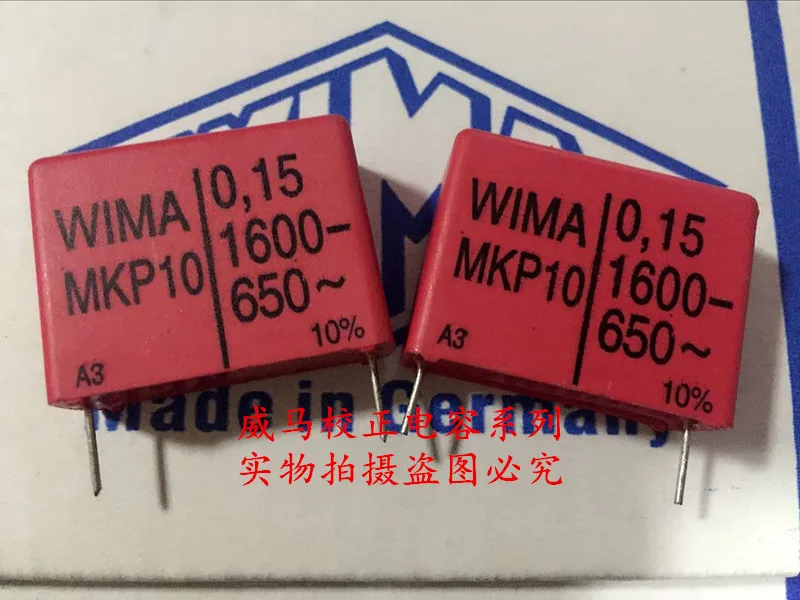 WIMA
MKP10
0,15
1600–
650~
10%
A3
WIMA
MKP10
0,15
1600–
650~
10%
A3
Made in Germany
威马校正电容系列
实物拍摄盗图必究